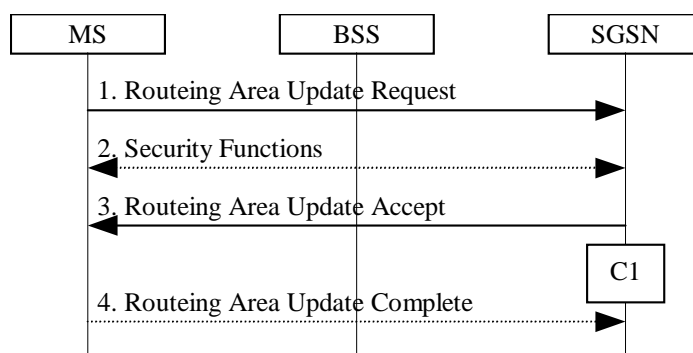 MS
BSS
SGSN
1. Routeing Area Update Request
2. Security Functions
3. Routeing Area Update Accept
C1
4. Routeing Area Update Complete